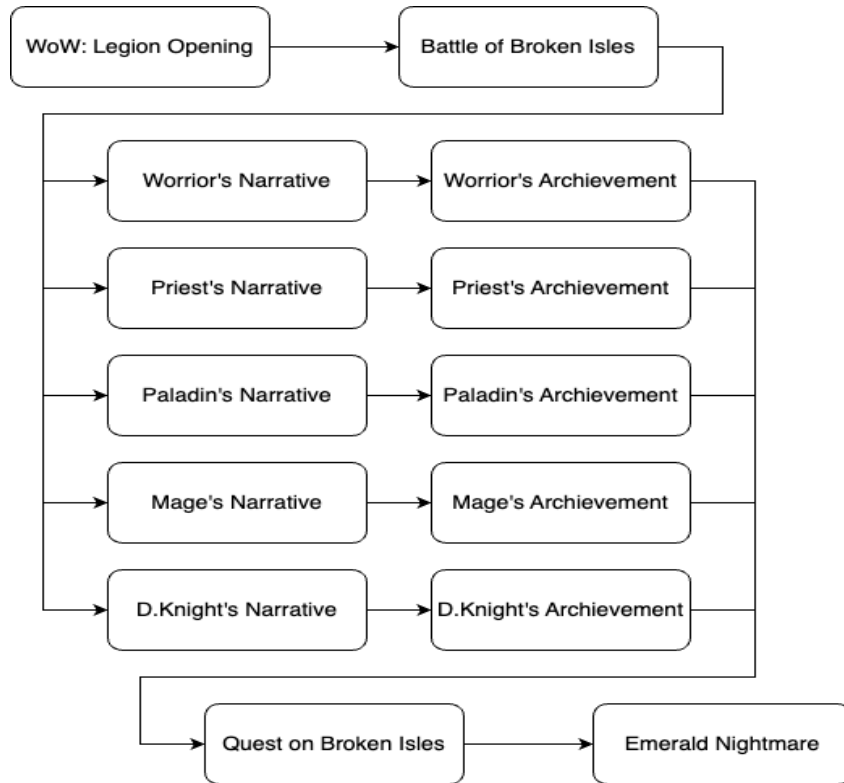 WoW: Legion Opening
Battle of Broken Isles
Worrior's Narrative
Worrior's Archievement
Priest's Narrative
Priest's Archievement
Paladin's Narrative
Paladin's Archievement
Mage's Narrative
Mage's Archievement
D.Knight's Narrative
D.Knight's Archievement
Quest on Broken Isles
Emerald Nightmare